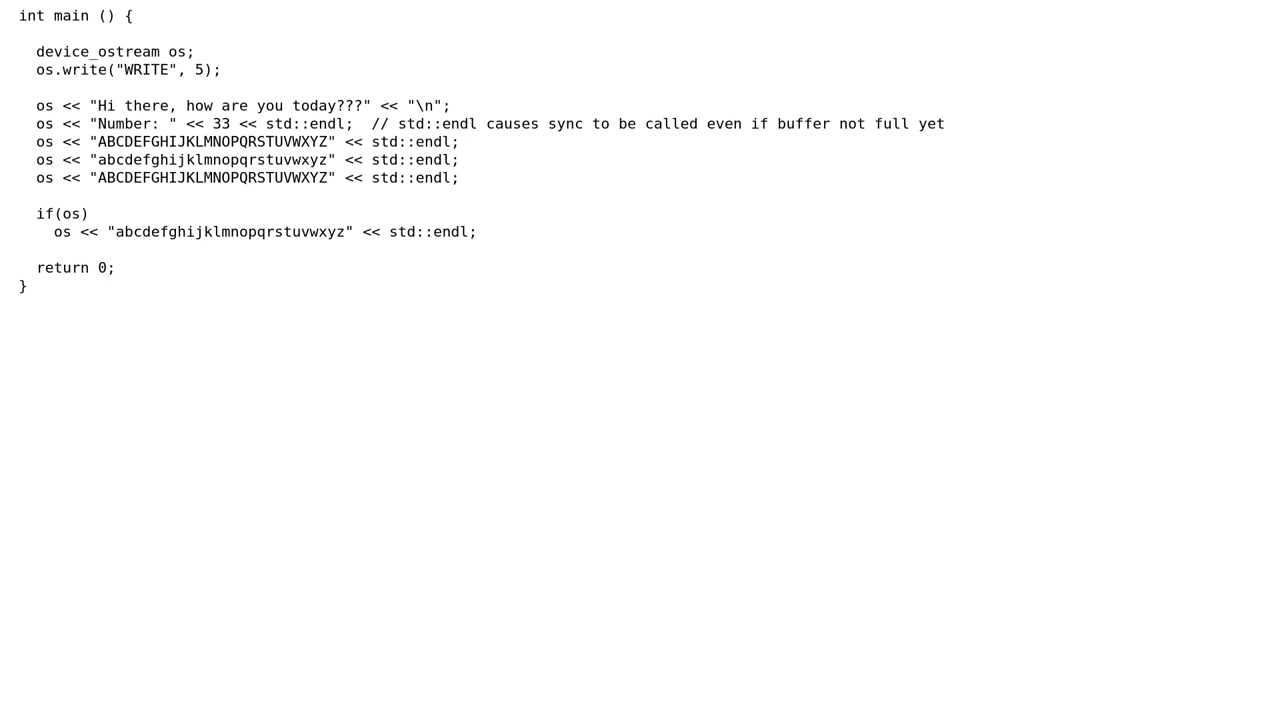 int main () {
  device_ostream os;
  os.write("WRITE", 5);
  os << "Hi there, how are you today???" << "\n";
  os << "Number: " << 33 << std::endl;  // std::endl causes sync to be called even if buffer not full yet
  os << "ABCDEFGHIJKLMNOPQRSTUVWXYZ" << std::endl;
  os << "abcdefghijklmnopqrstuvwxyz" << std::endl;
  os << "ABCDEFGHIJKLMNOPQRSTUVWXYZ" << std::endl;
  if(os)
    os << "abcdefghijklmnopqrstuvwxyz" << std::endl;
  return 0;
}